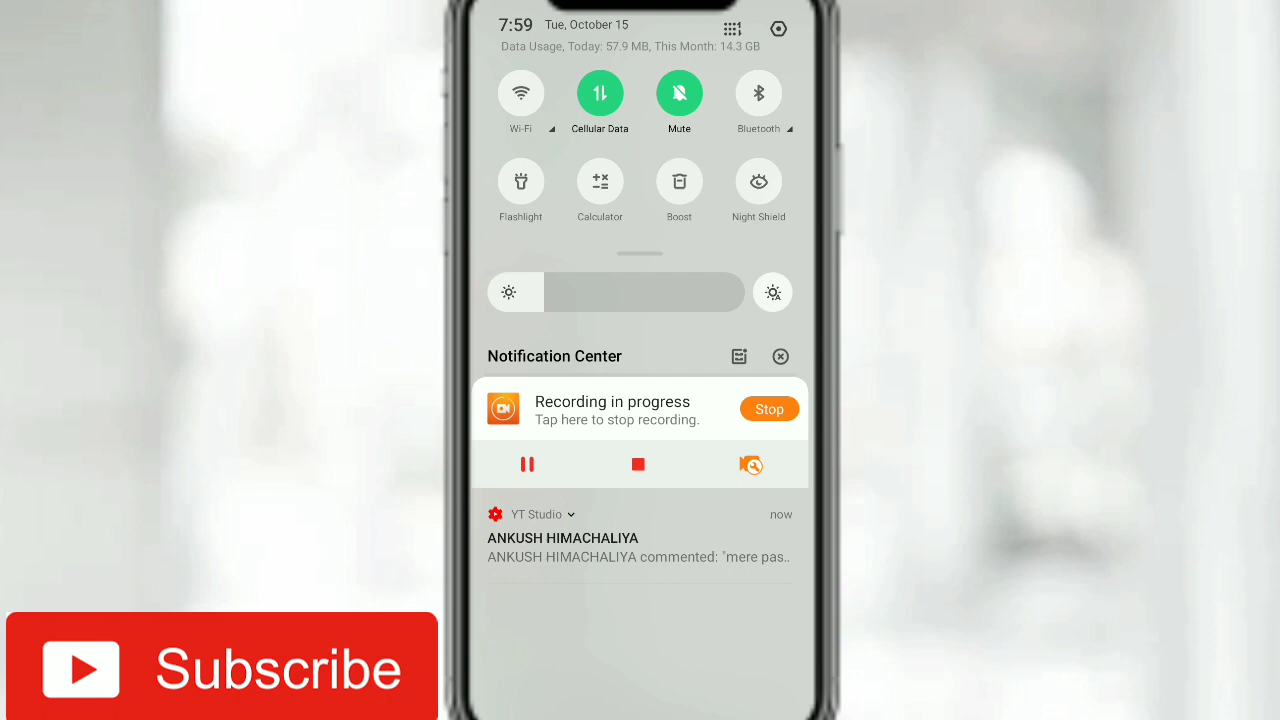 7:59 Tue, October 15
Data Usage, Today: 57.9 MB, This Month: 14.3 GB
Wi-Fi Cellular Data Mute Bluetooth
Flashlight Calculator Boost Night Shield
Notification Center
Recording in progress
Tap here to stop recording.
Stop
YT Studio now
ANKUSH HIMACHALIYA
ANKUSH HIMACHALIYA commented: "mere pas..
Subscribe